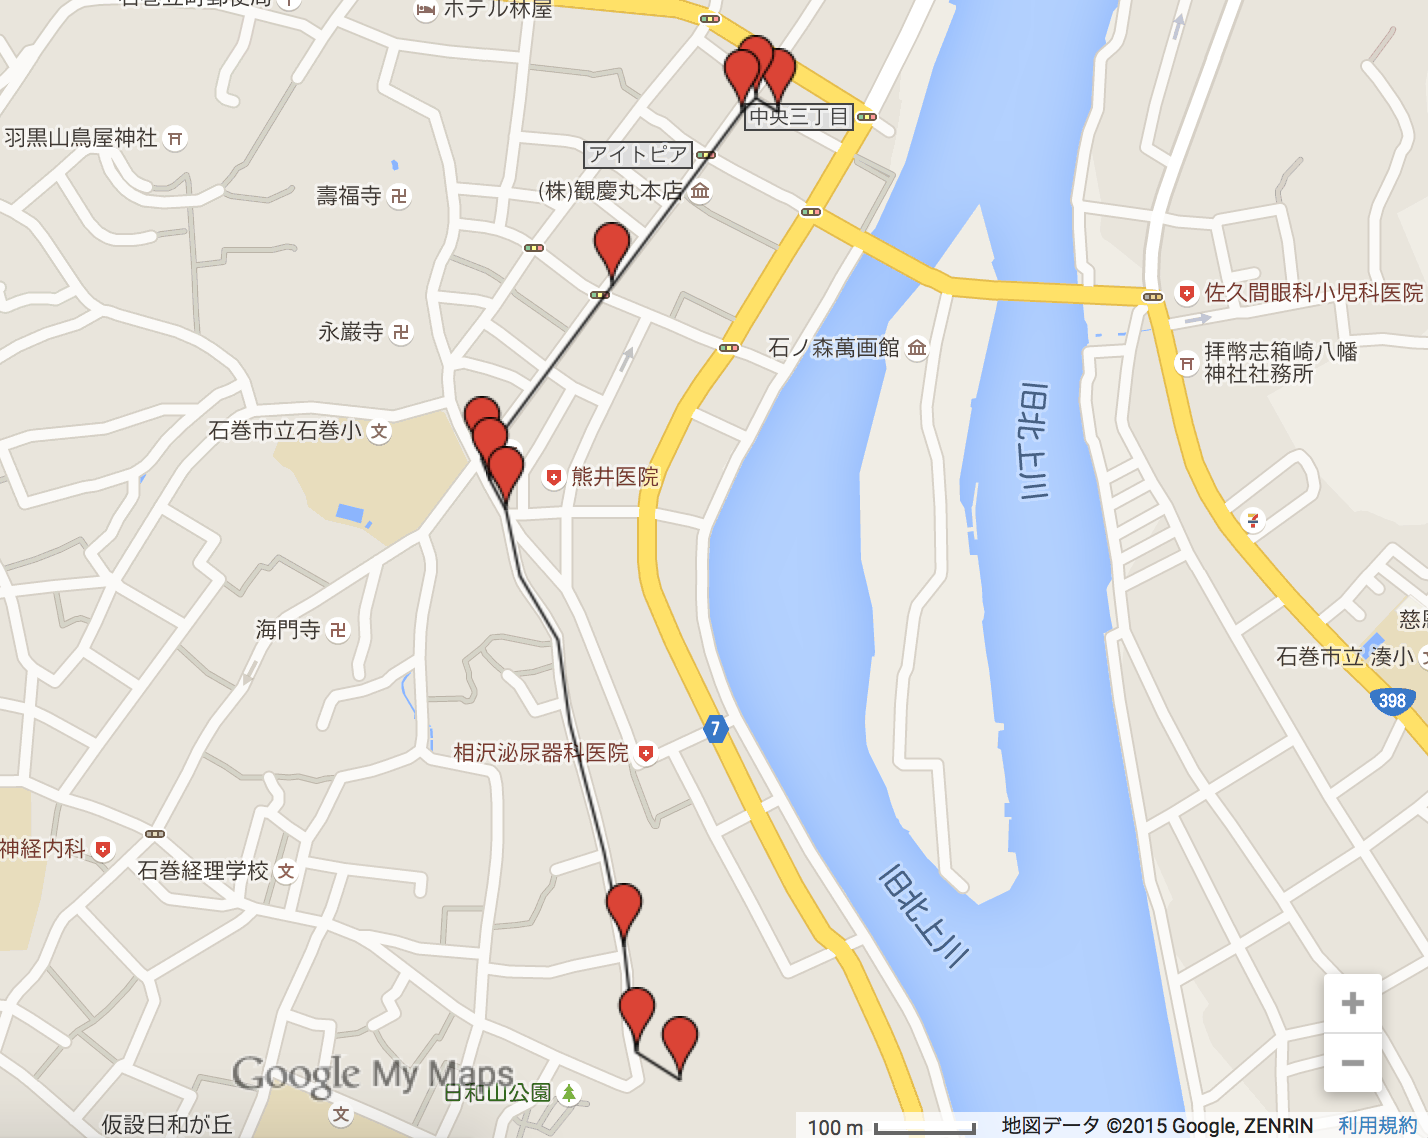 ホテル林屋
中央三丁目
羽黒山鳥屋神社
アイトピア
(株)観慶丸本店
壽福寺
佐久間眼科小児科医院
永巌寺
石ノ森萬画館
拝幣志箱崎八幡
神社社務所
旧北上川
石巻市立石巻小
熊井医院
海門寺
石巻市立 湊小
398
7
相沢泌尿器科医院
神経内科
石巻経理学校
旧北上川
Google My Maps
日和山公園
仮設日和が丘
100 m
地図データ ©2015 Google, ZENRIN
利用規約